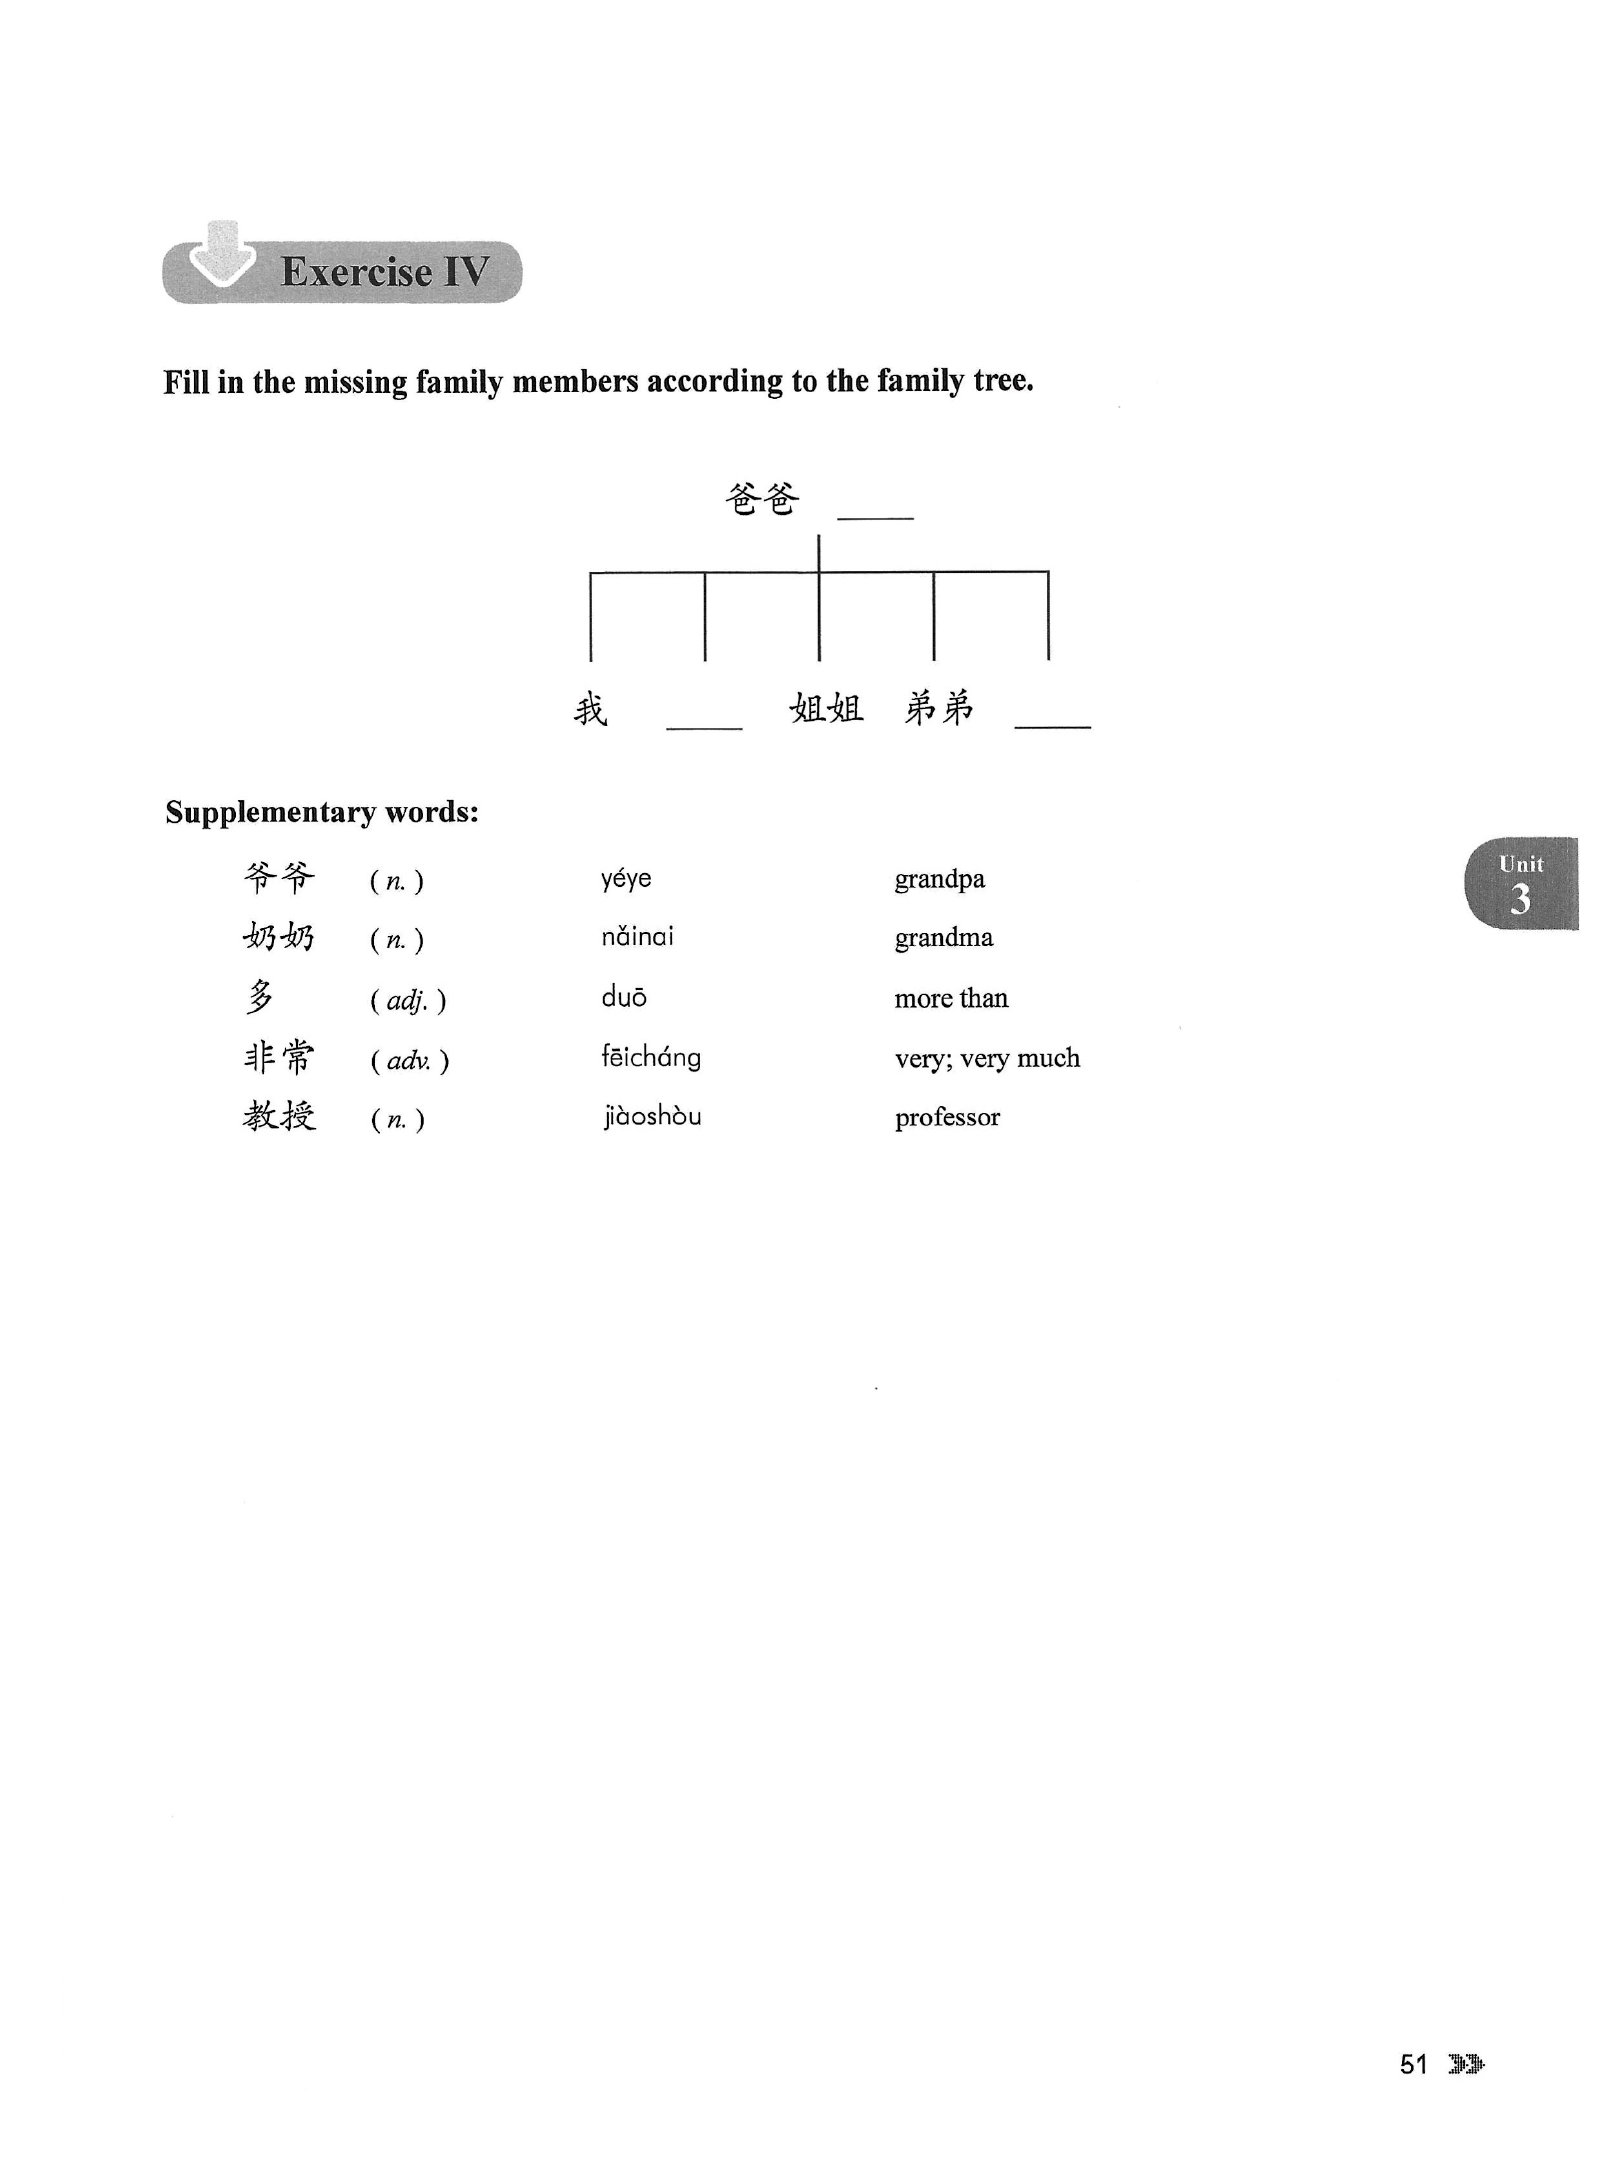 Exercise IV
Fill in the missing family members according to the family tree.
爸爸 ____
我 ____ 姐姐 弟弟 ____
Supplementary words:
爷爷 (n.) yéye grandpa
奶奶 (n.) nǎinai grandma
多 (adj.) duō more than
非常 (adv.) fēicháng very; very much
教授 (n.) jiàoshòu professor
Unit
3
51